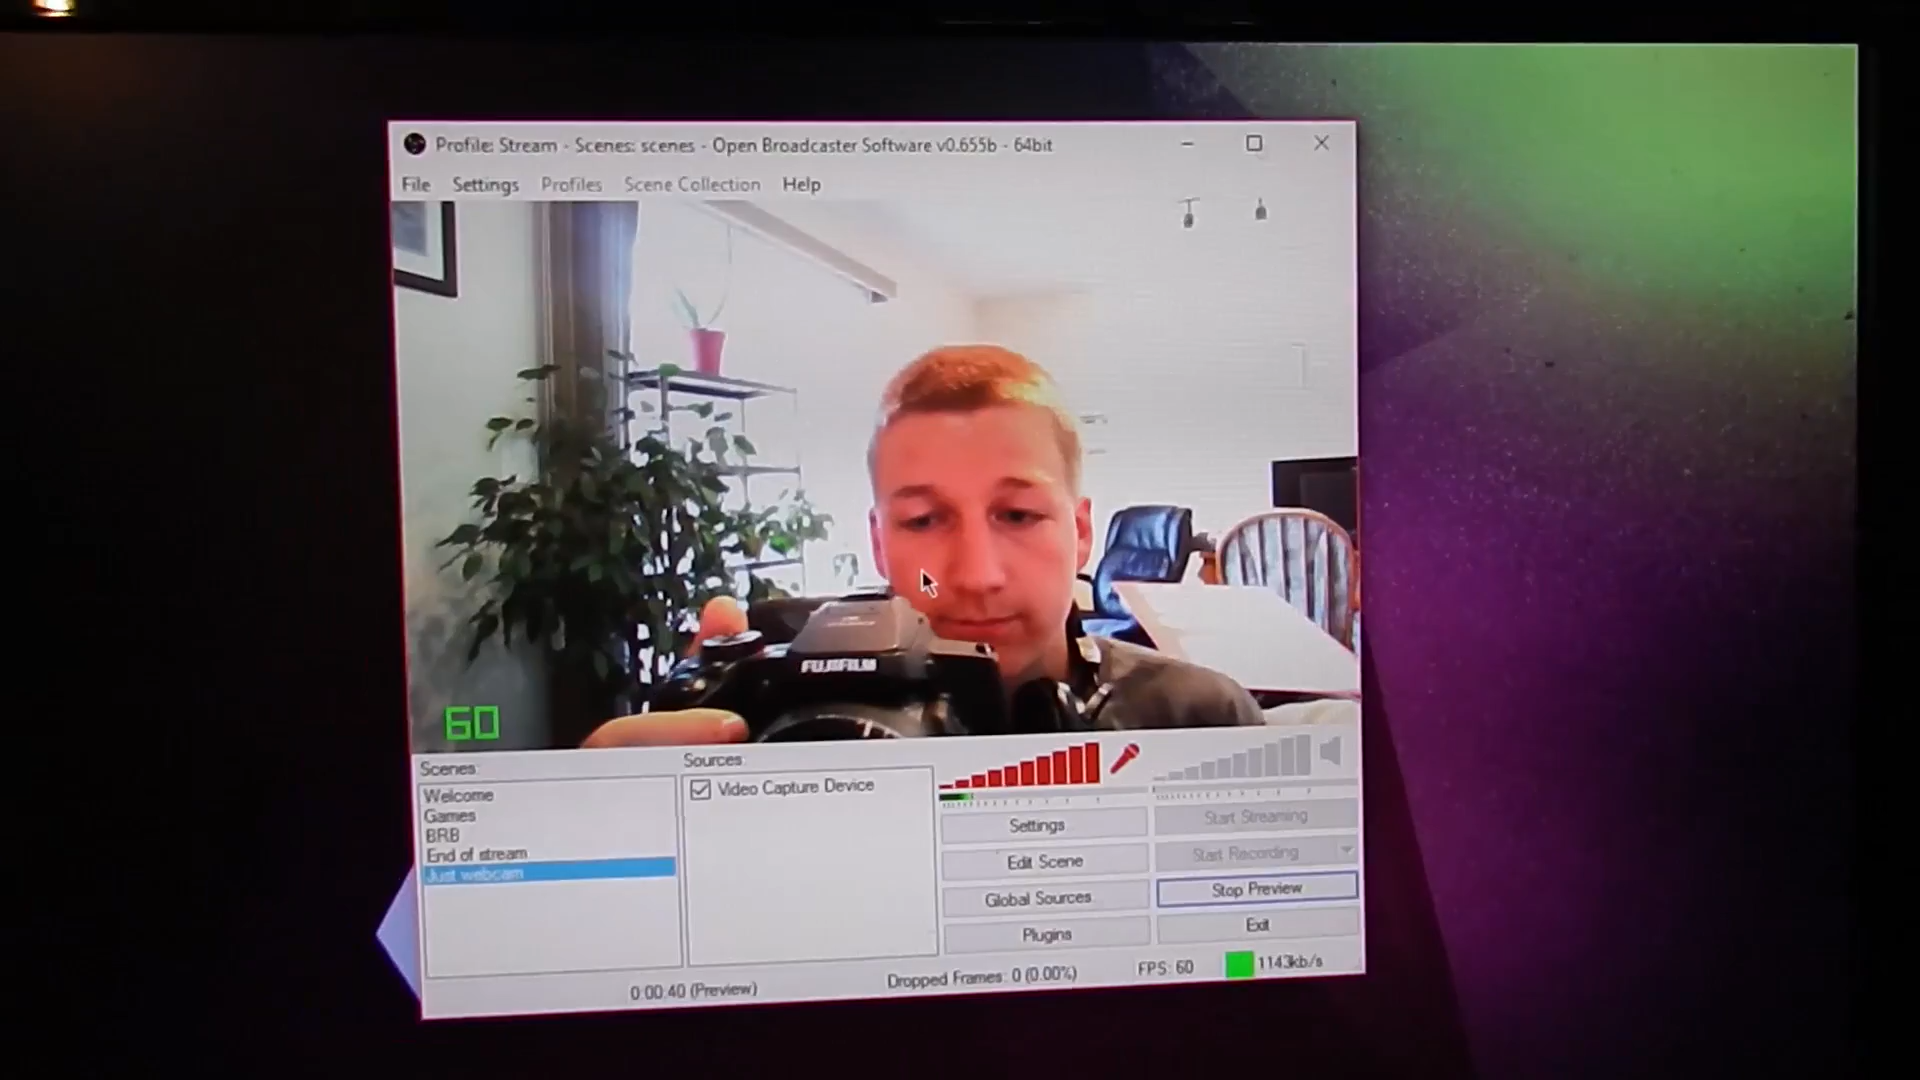 Profile: Stream - Scenes: scenes - Open Broadcaster Software v0.655b - 64bit
File Settings Profiles Scene Collection Help
FUJIFILM
60
Scenes:
Welcome
Games
BRB
End of stream
Just webcam
Sources:
Video Capture Device
Settings
Edit Scene
Global Sources
Plugins
Start Streaming
Start Recording
Stop Preview
Exit
0:00:40 (Preview)
Dropped Frames: 0 (0.00%)
FPS: 60
1143kb/s